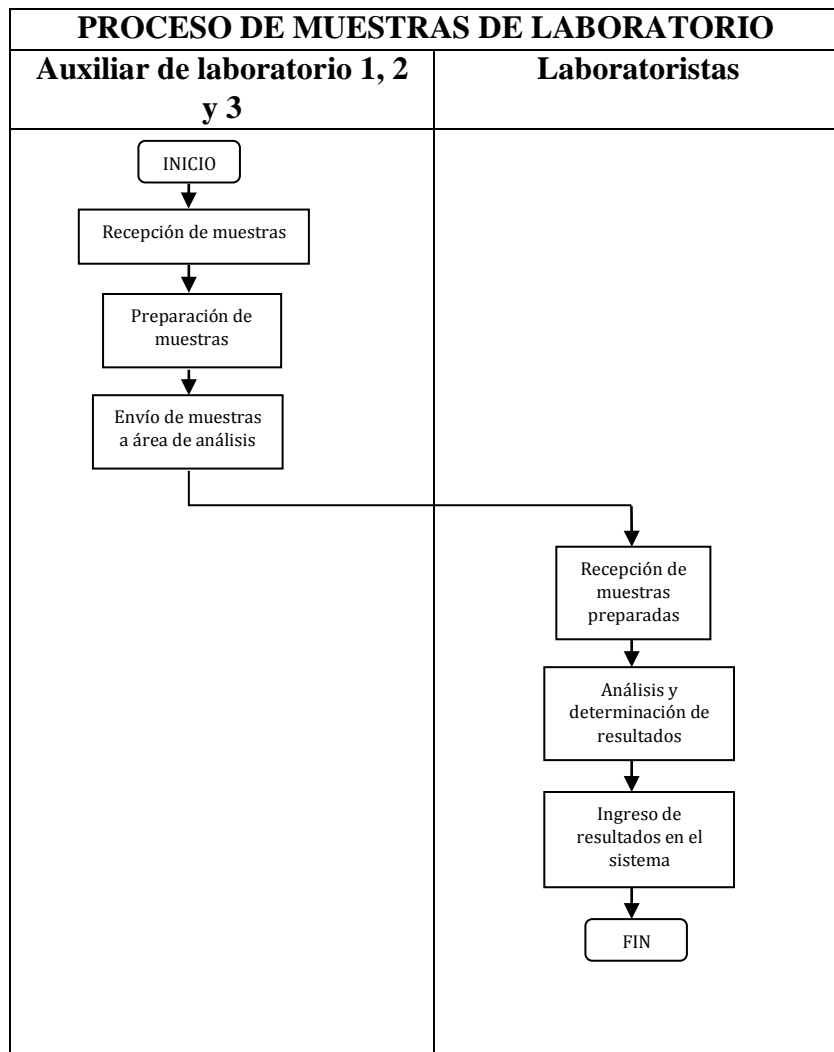 PROCESO DE MUESTRAS DE LABORATORIO
Auxiliar de laboratorio 1, 2
y 3
Laboratoristas
INICIO
Recepción de muestras
Preparación de
muestras
Envío de muestras
a área de análisis
Recepción de
muestras
preparadas
Análisis y
determinación de
resultados
Ingreso de
resultados en el
sistema
FIN